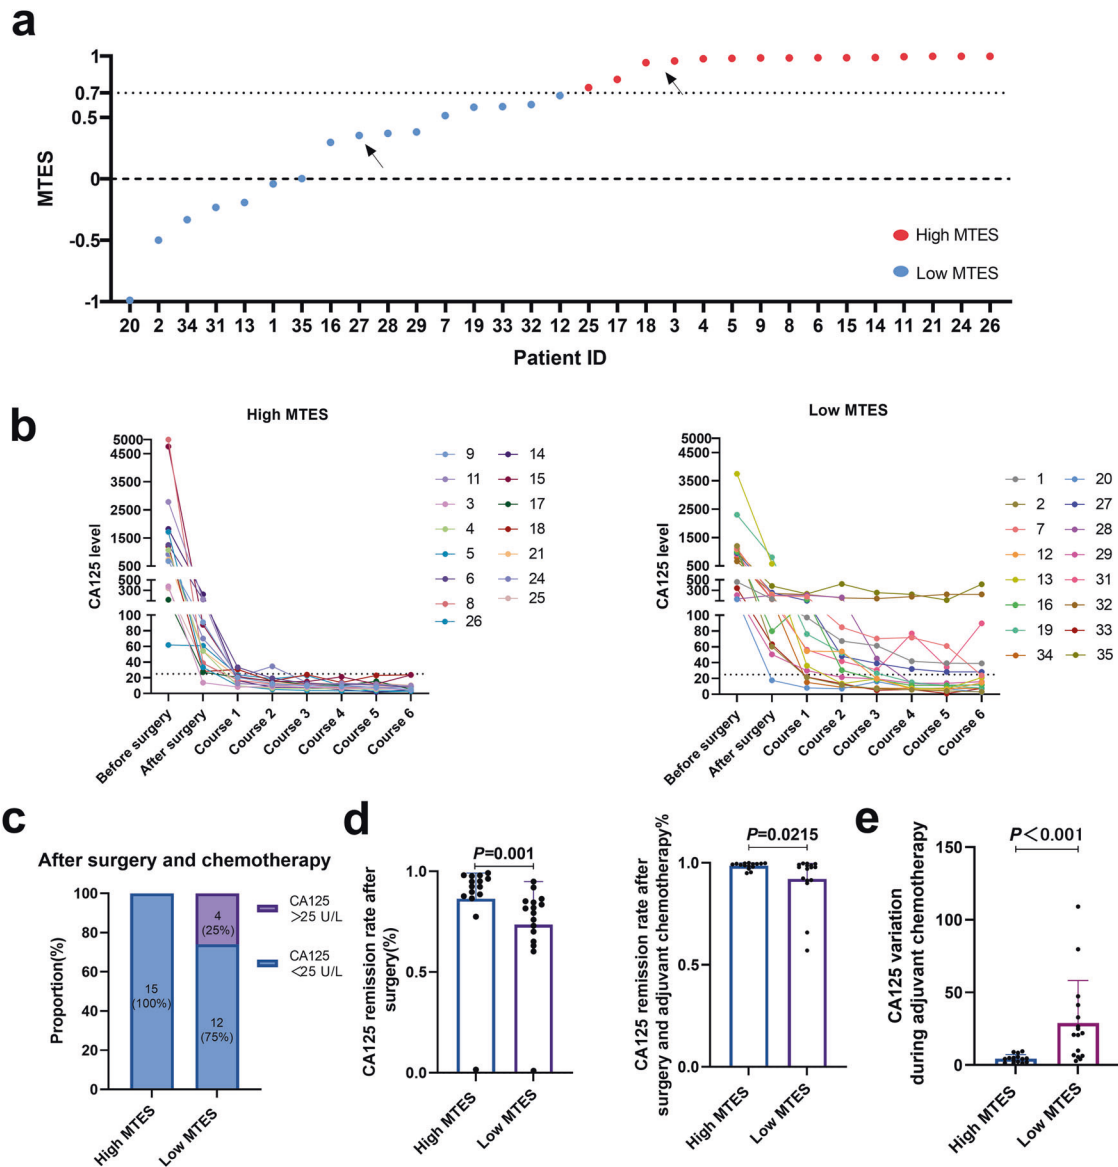 a
MTES
1
0.7
0.5
0
-0.5
-1
High MTES
Low MTES
20 2 34 31 13 1 35 16 27 28 29 7 19 33 32 12 25 17 18 3 4 5 9 8 6 15 14 11 21 24 26
Patient ID
b
High MTES
CA125 level
5000
4500
3500
2500
1500
500
500
300
100
80
60
40
20
0
Before surgery
After surgery
Course 1
Course 2
Course 3
Course 4
Course 5
Course 6
9 14
11 15
3 17
4 18
5 21
6 24
8 25
26
Low MTES
CA125 level
5000
4500
3500
2500
1500
500
500
300
100
80
60
40
20
0
Before surgery
After surgery
Course 1
Course 2
Course 3
Course 4
Course 5
Course 6
1 20
2 27
7 28
12 29
13 31
16 32
19 33
34 35
c
After surgery and chemotherapy
Proportion(%)
100
80
60
40
20
0
15
(100%)
4
(25%)
12
(75%)
High MTES
Low MTES
CA125
>25 U/L
CA125
<25 U/L
d
CA125 remission rate after
surgery(%)
P=0.001
1.0
0.5
0.0
High MTES
Low MTES
CA125 remission rate after
surgery and adjuvant chemotherapy%
P=0.0215
1.0
0.5
0.0
High MTES
Low MTES
e
CA125 variation
during adjuvant chemotherapy
P<0.001
150
100
50
0
High MTES
Low MTES